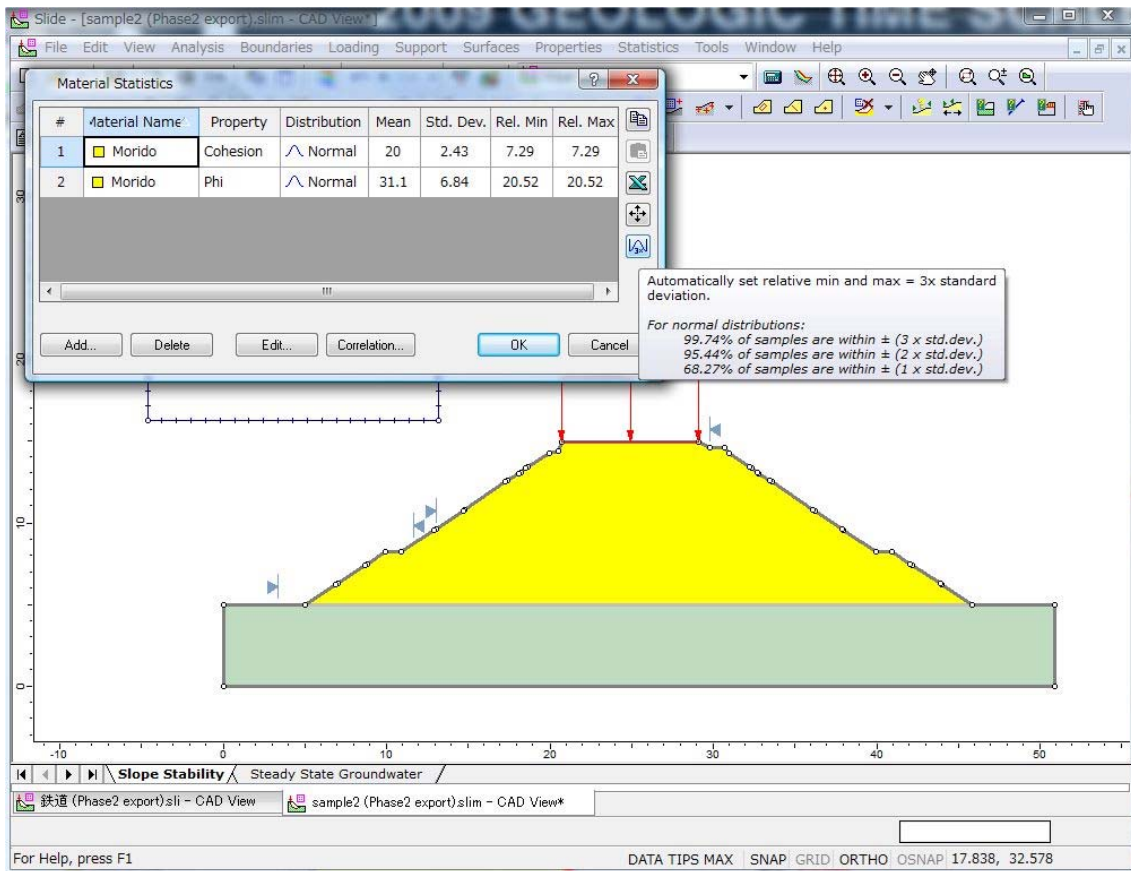 2009 GEOLOGIC TIME SC
Slide - [sample2 (Phase2 export).slim - CAD View*]
File Edit View Analysis Boundaries Loading Support Surfaces Properties Statistics Tools Window Help
Material Statistics
# Material Name Property Distribution Mean Std. Dev. Rel. Min Rel. Max
1 Morido Cohesion Normal 20 2.43 7.29 7.29
2 Morido Phi Normal 31.1 6.84 20.52 20.52
Add... Delete Edit... Correlation... OK Cancel
Automatically set relative min and max = 3x standard
deviation.
For normal distributions:
99.74% of samples are within ± (3 x std.dev.)
95.44% of samples are within ± (2 x std.dev.)
68.27% of samples are within ± (1 x std.dev.)
30
20
10
0
-10 0 10 20 30 40 50
Slope Stability Steady State Groundwater
鉄道 (Phase2 export).sli - CAD View sample2 (Phase2 export).slim - CAD View*
For Help, press F1 DATA TIPS MAX SNAP GRID ORTHO OSNAP 17.838, 32.578